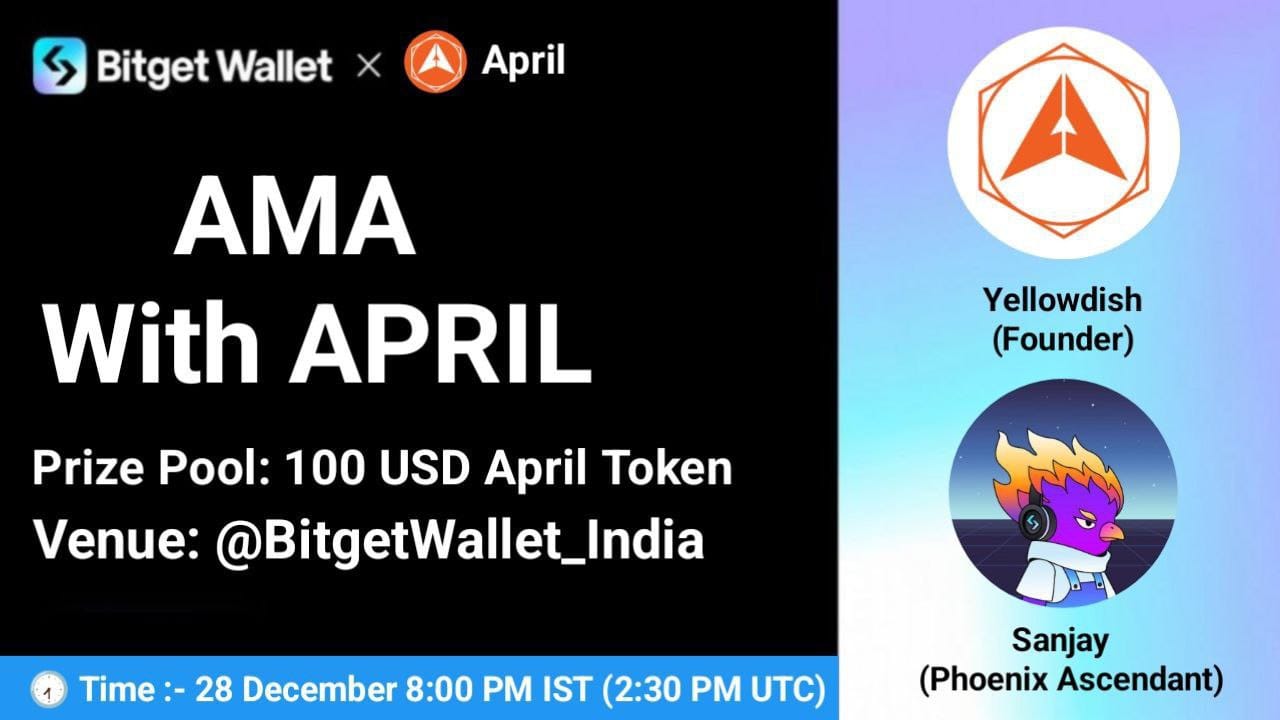 Bitget Wallet × April
AMA
With APRIL
Prize Pool: 100 USD April Token
Venue: @BitgetWallet_India
Time :- 28 December 8:00 PM IST (2:30 PM UTC)
Yellowdish
(Founder)
Sanjay
(Phoenix Ascendant)